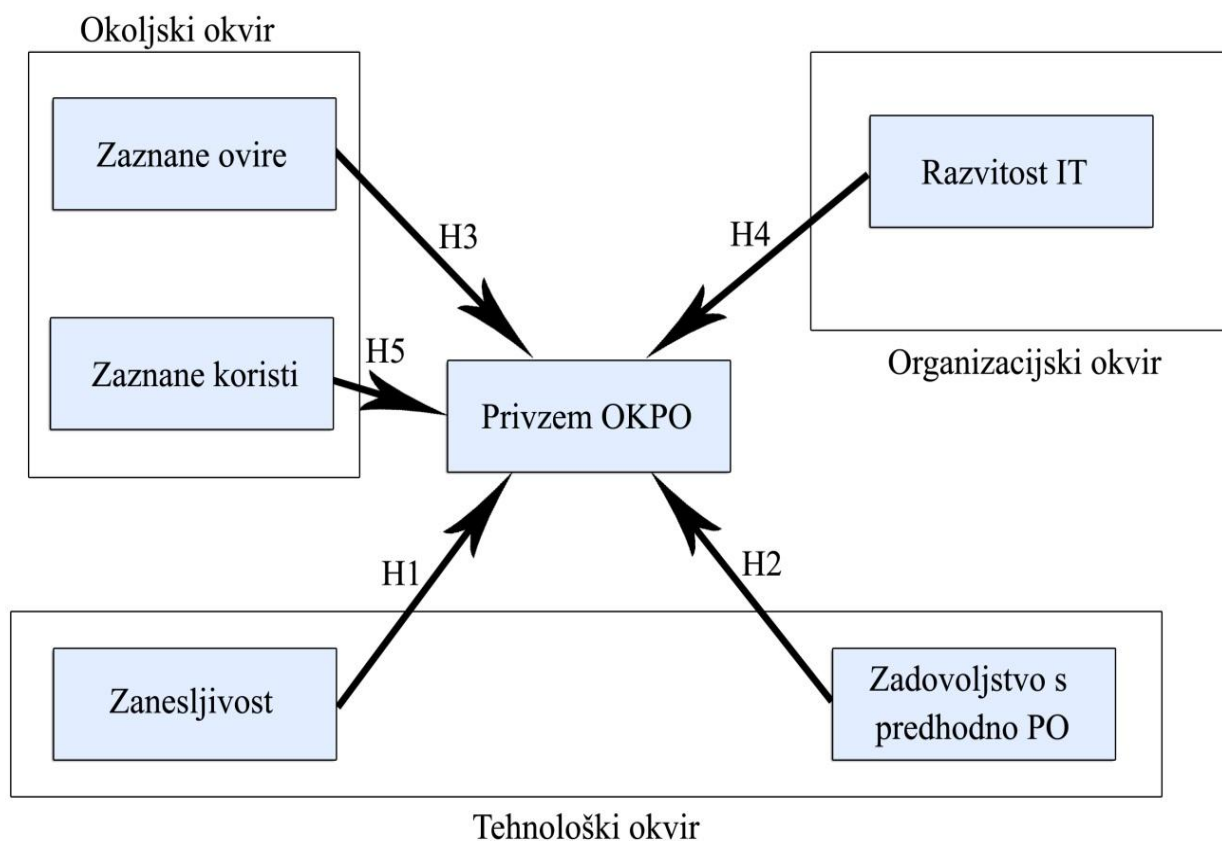 Okoljski okvir
Zaznane ovire
Razvitost IT
H3
H4
H5
Zaznane koristi
Organizacijski okvir
Privzem OKPO
H1
H2
Zanesljivost
Zadovoljstvo s
predhodno PO
Tehnološki okvir